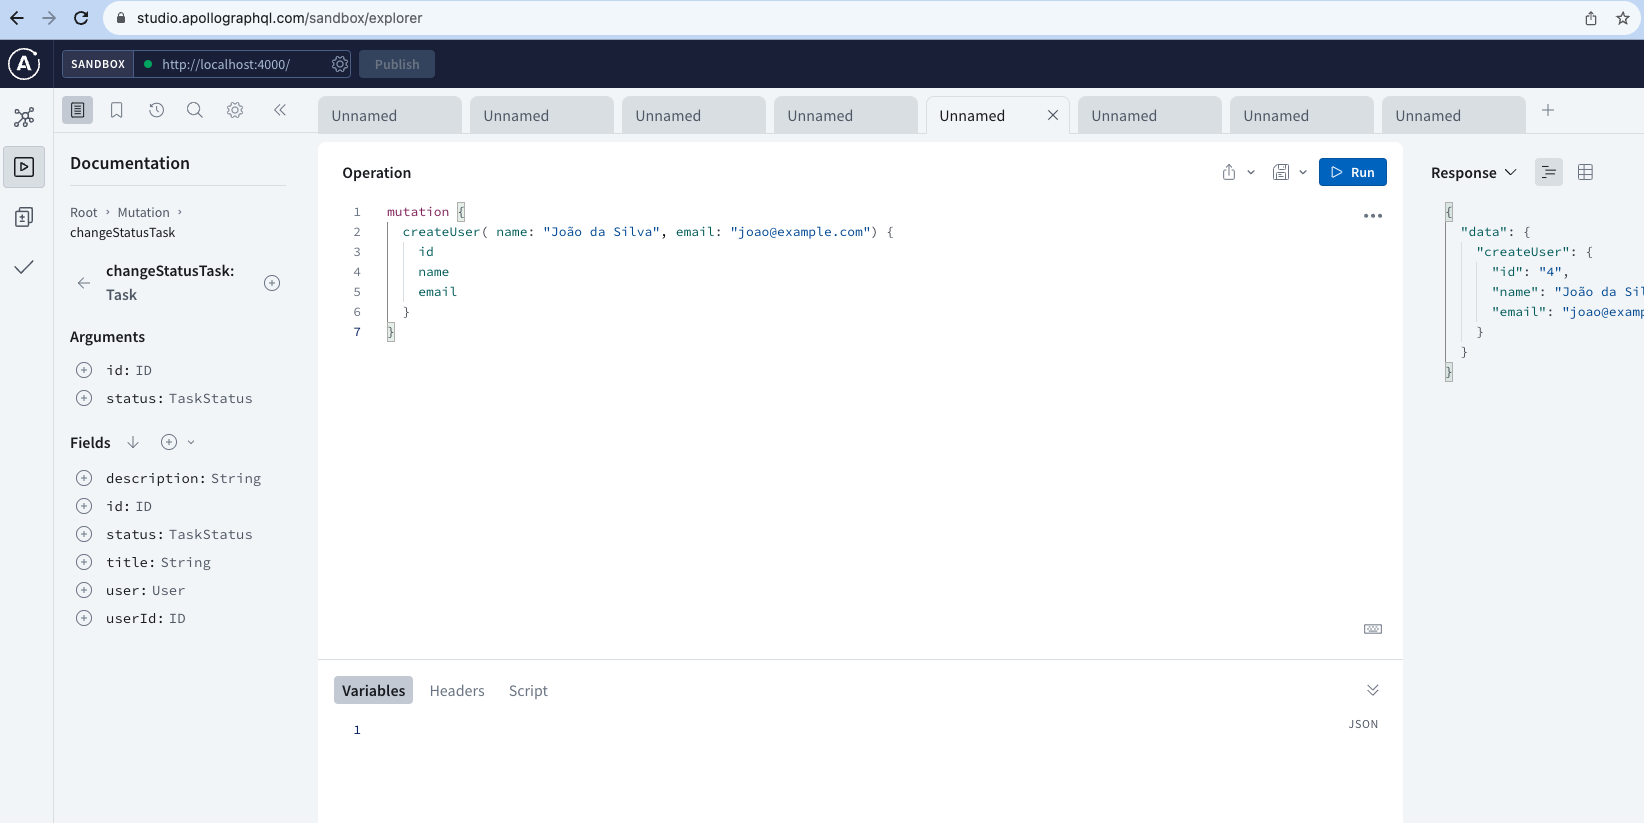 studio.apollographql.com/sandbox/explorer
SANDBOX
http://localhost:4000/
Publish
Unnamed
Unnamed
Unnamed
Unnamed
Unnamed
Unnamed
Unnamed
Unnamed
Documentation
Root › Mutation ›
changeStatusTask
changeStatusTask:
Task
Arguments
id: ID
status: TaskStatus
Fields
description: String
id: ID
status: TaskStatus
title: String
user: User
userId: ID
Operation
Run
1 mutation {
2 createUser( name: "João da Silva", email: "joao@example.com") {
3 id
4 name
5 email
6 }
7 }
Variables
Headers
Script
JSON
1
Response
{
"data": {
"createUser": {
"id": "4",
"name": "João da Sil
"email": "joao@examp
}
}
}